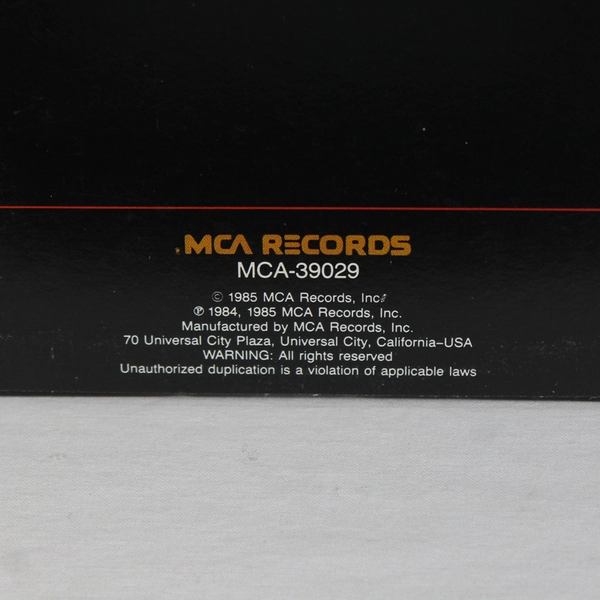 MCA RECORDS
MCA-39029
© 1985 MCA Records, Inc.
℗ 1984, 1985 MCA Records, Inc.
Manufactured by MCA Records, Inc.
70 Universal City Plaza, Universal City, California–USA
WARNING: All rights reserved
Unauthorized duplication is a violation of applicable laws